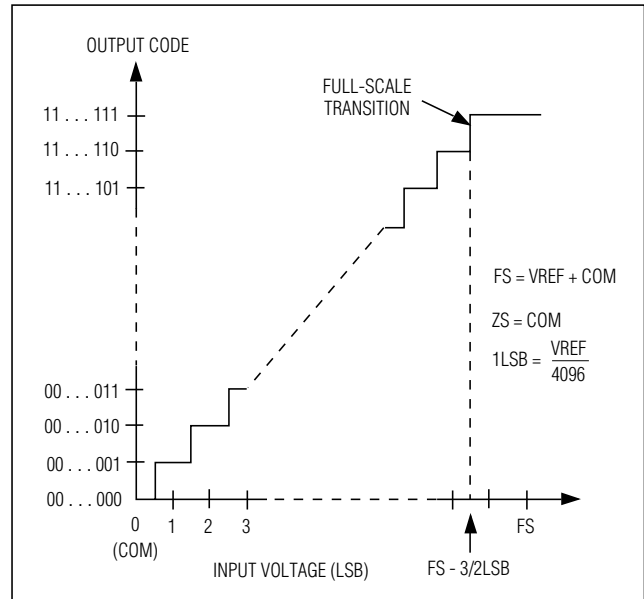 OUTPUT CODE
FULL-SCALE
TRANSITION
11 . . . 111
11 . . . 110
11 . . . 101
FS = VREF + COM
ZS = COM
1LSB = VREF
4096
00 . . . 011
00 . . . 010
00 . . . 001
00 . . . 000
0 1 2 3 FS
(COM)
INPUT VOLTAGE (LSB) FS - 3/2LSB